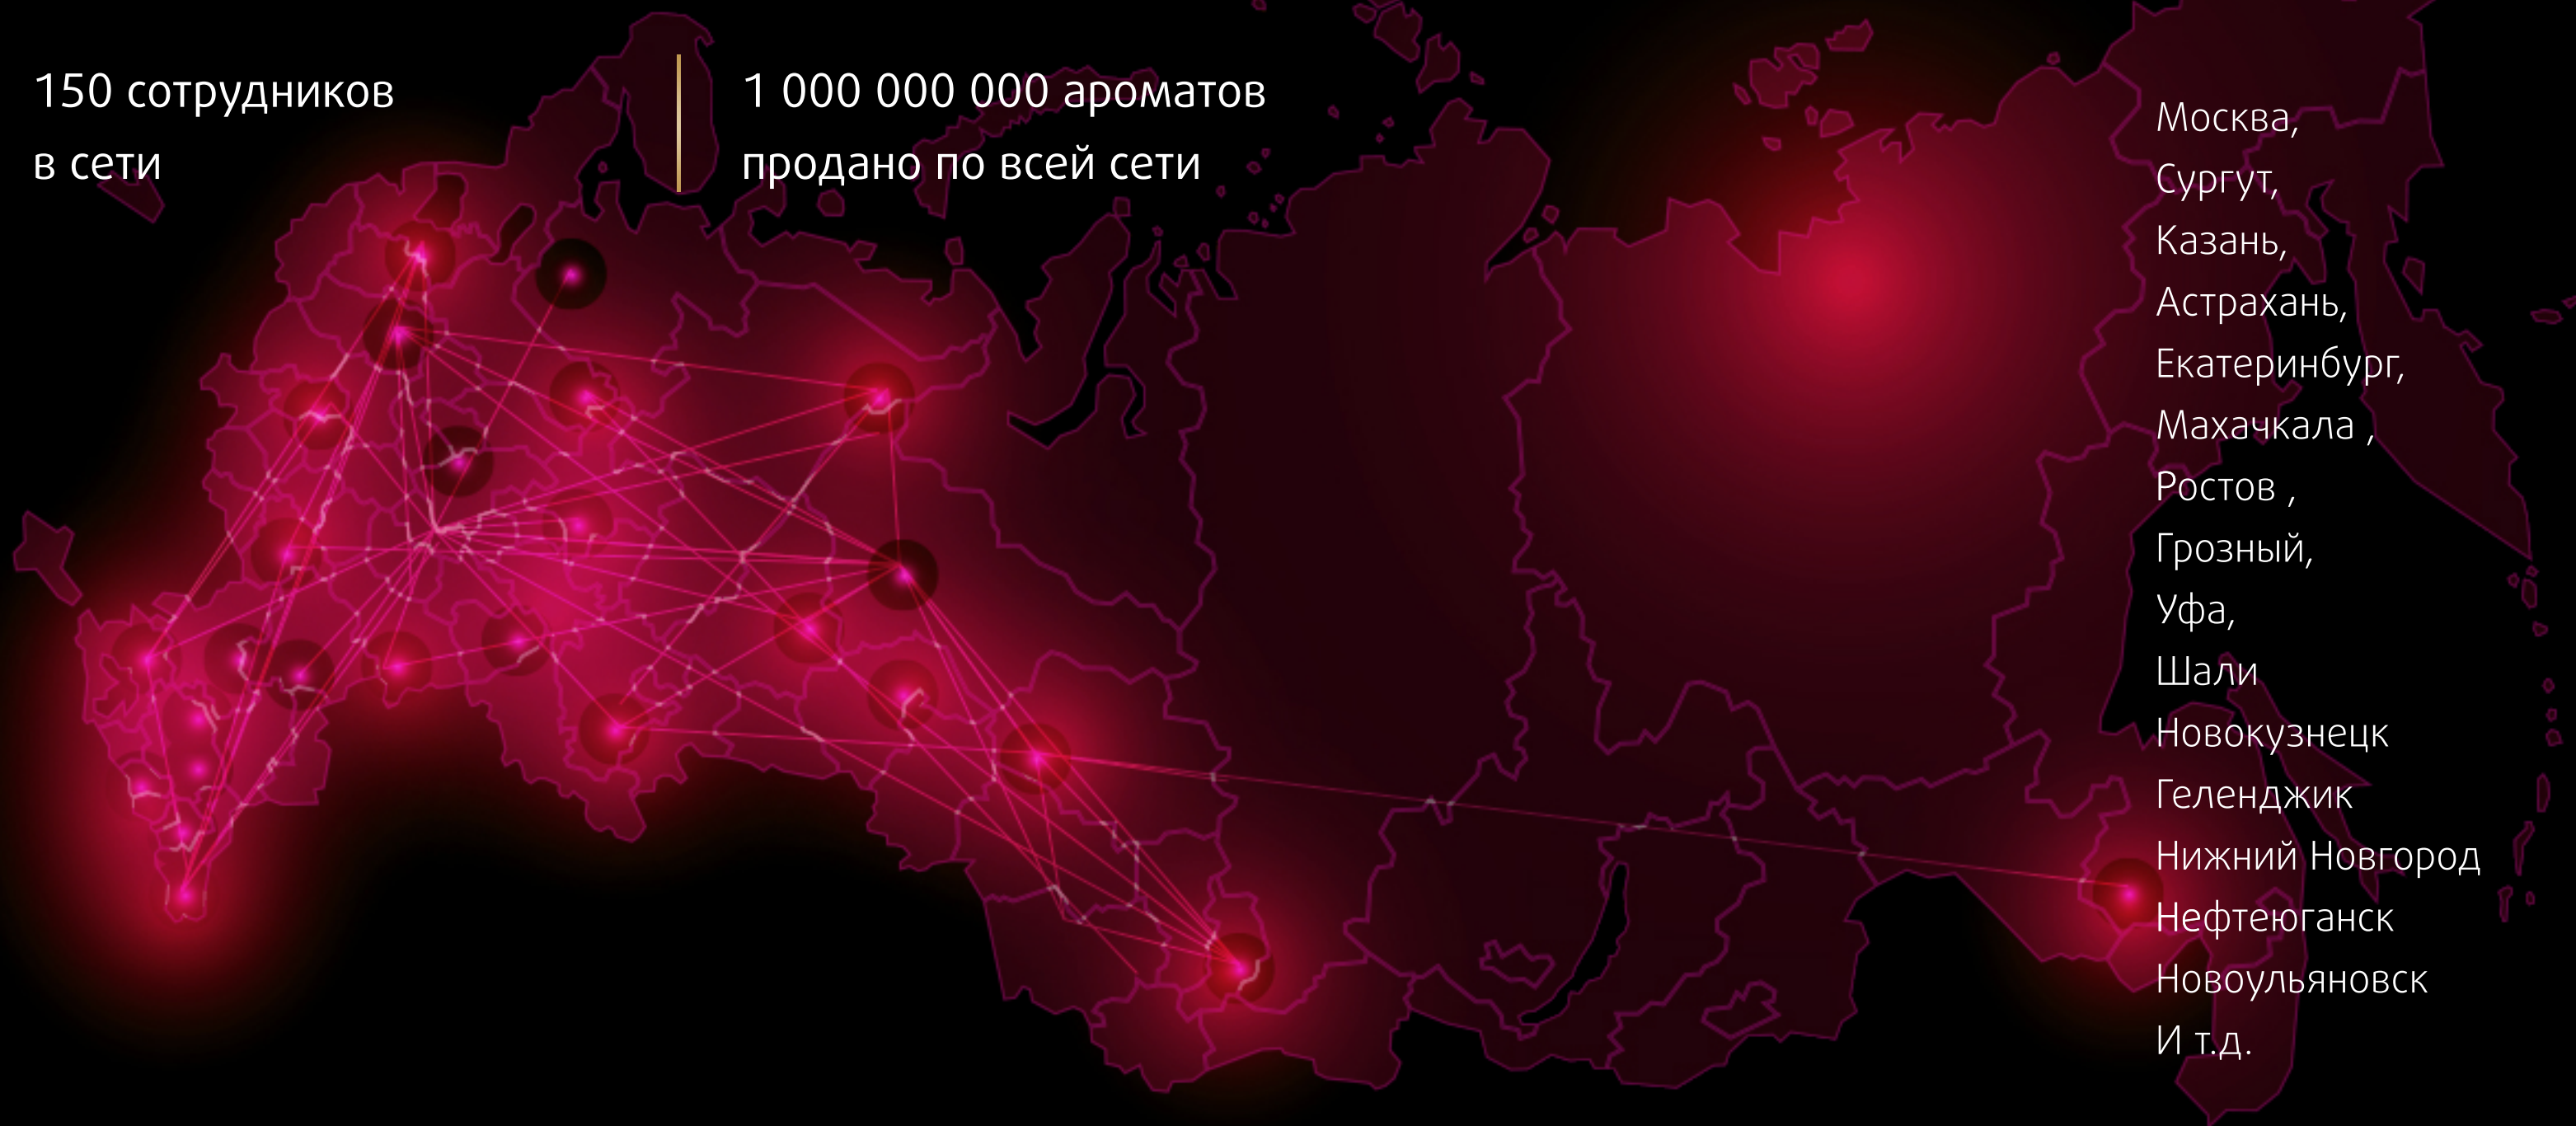 150 сотрудников
в сети
1 000 000 000 ароматов
продано по всей сети
Москва,
Сургут,
Казань,
Астрахань,
Екатеринбург,
Махачкала ,
Ростов ,
Грозный,
Уфа,
Шали
Новокузнецк
Геленджик
Нижний Новгород
Нефтеюганск
Новоульяновск
И т.д.